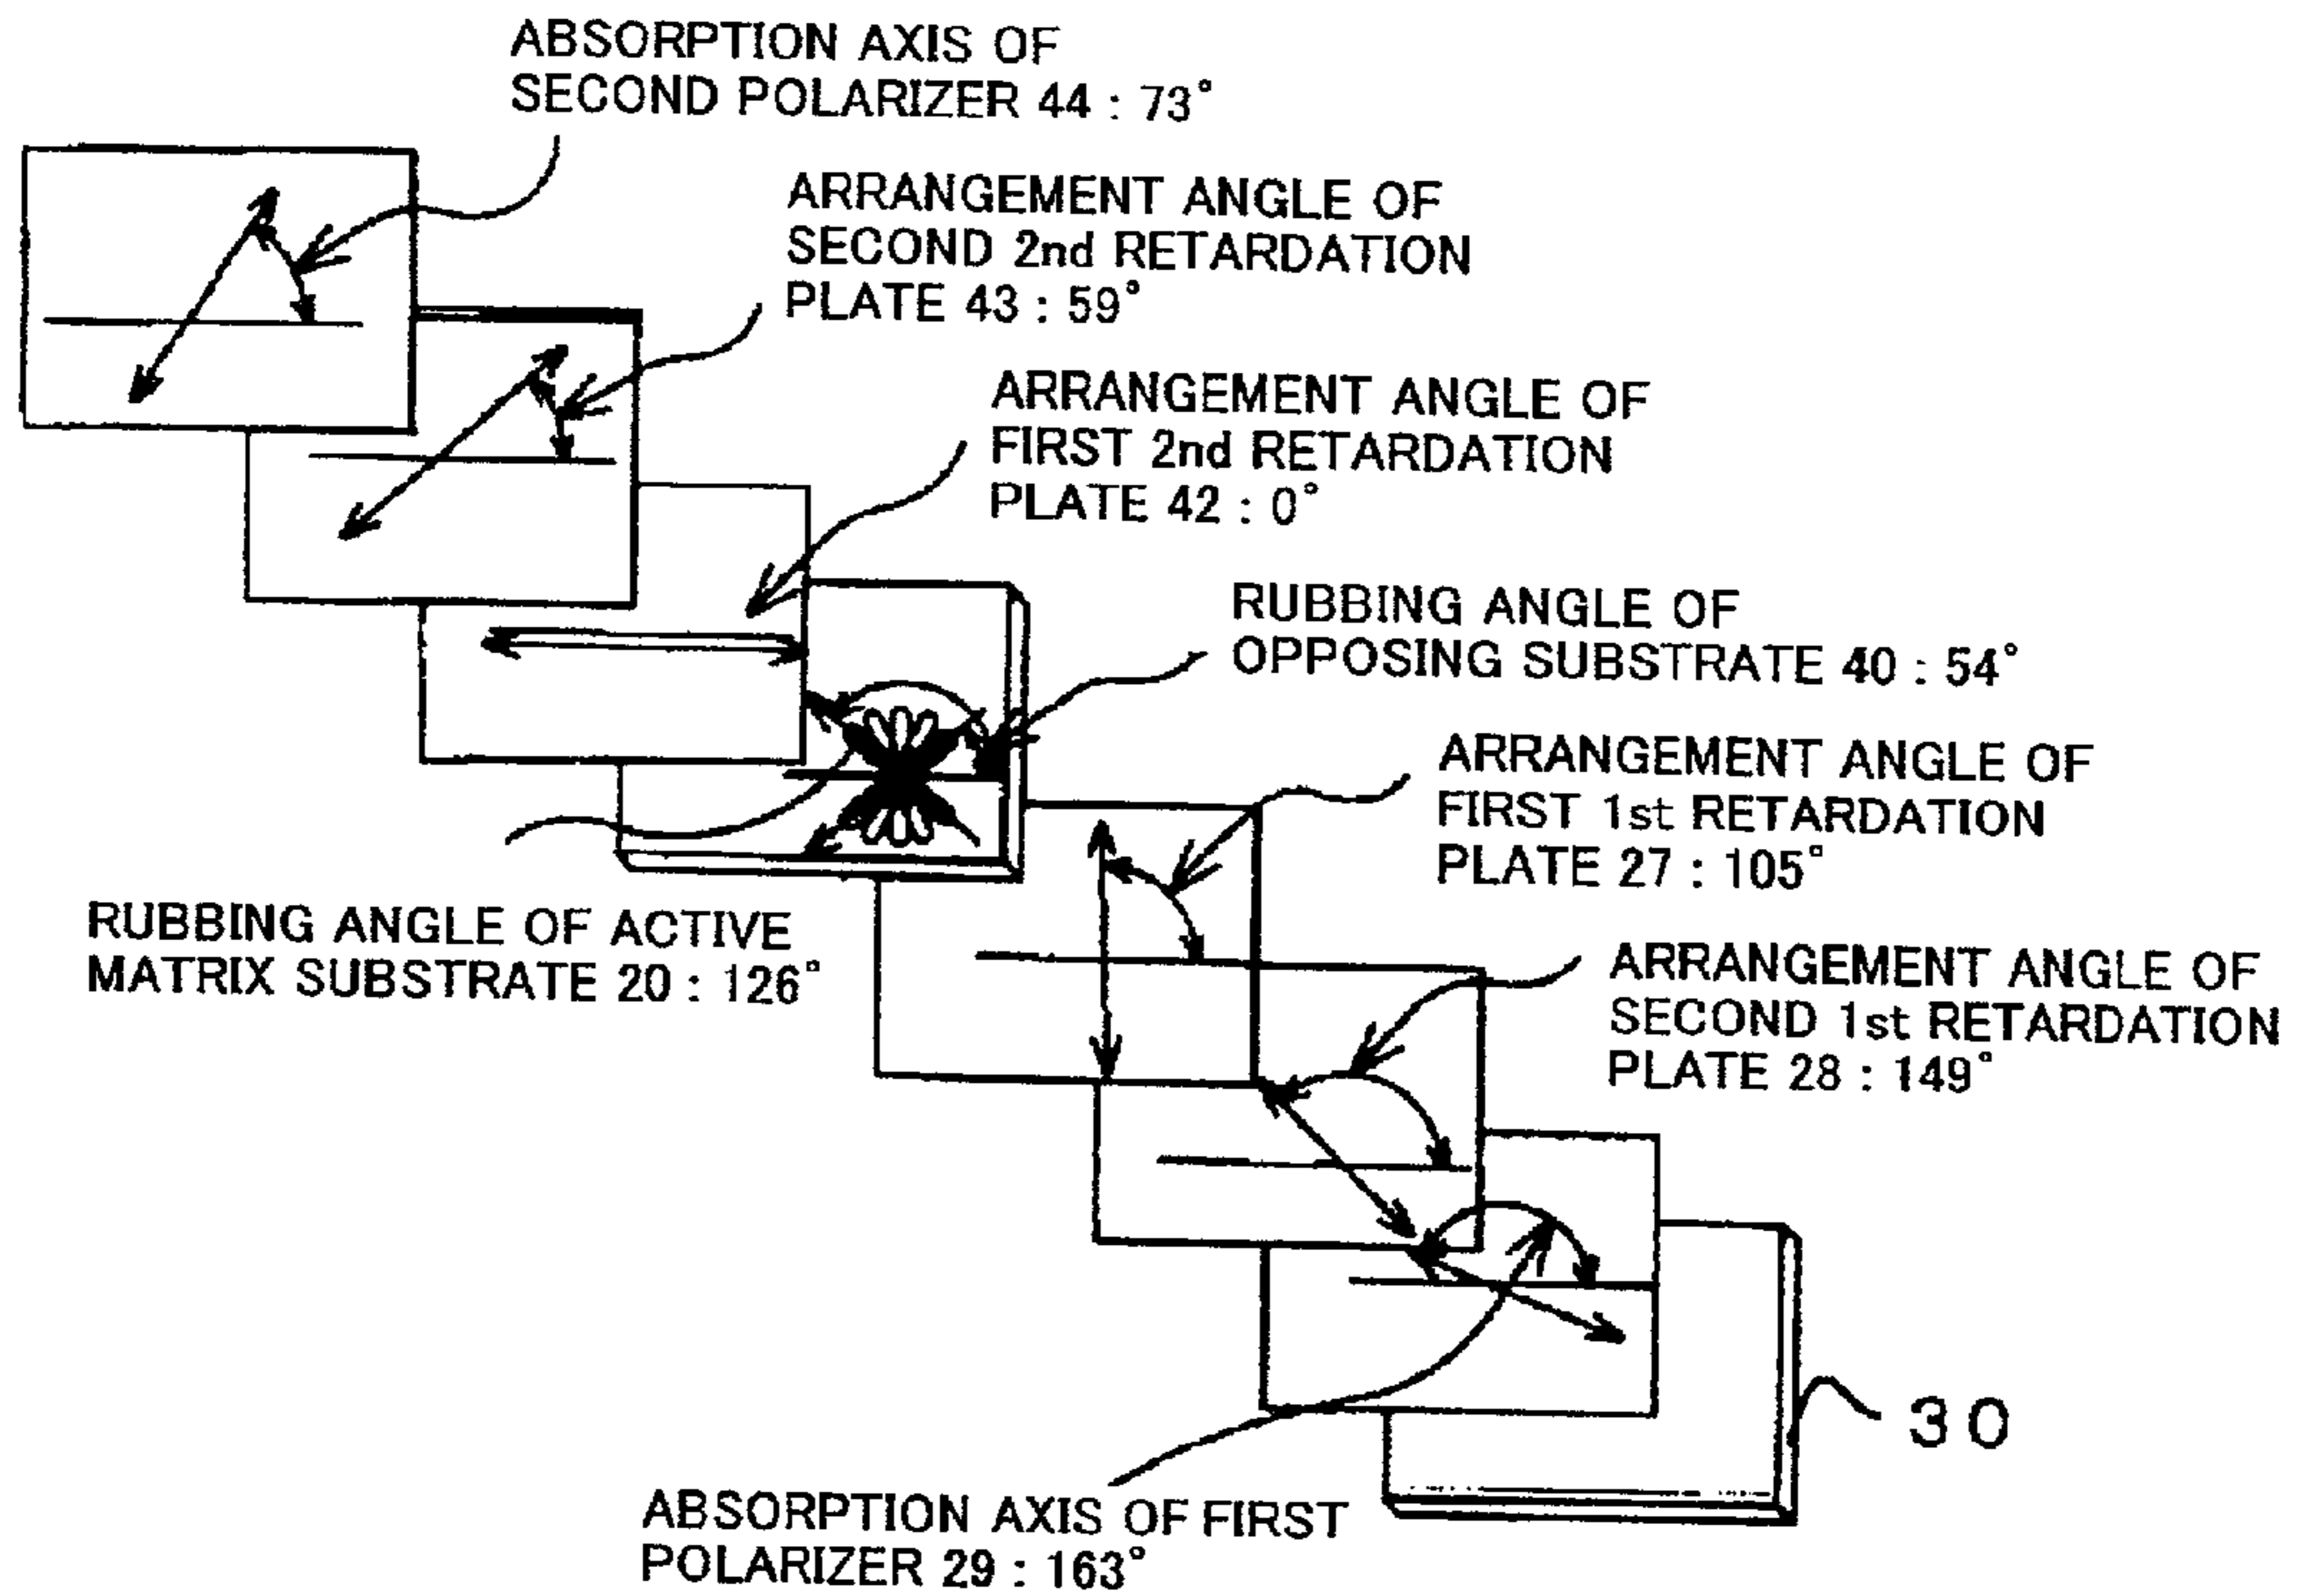 ABSORPTION AXIS OF
SECOND POLARIZER 44 : 73°
ARRANGEMENT ANGLE OF
SECOND 2nd RETARDATION
PLATE 43 : 59°
ARRANGEMENT ANGLE OF
FIRST 2nd RETARDATION
PLATE 42 : 0°
RUBBING ANGLE OF
OPPOSING SUBSTRATE 40 : 54°
ARRANGEMENT ANGLE OF
FIRST 1st RETARDATION
PLATE 27 : 105°
RUBBING ANGLE OF ACTIVE
MATRIX SUBSTRATE 20 : 126°
ARRANGEMENT ANGLE OF
SECOND 1st RETARDATION
PLATE 28 : 149°
30
ABSORPTION AXIS OF FIRST
POLARIZER 29 : 163°